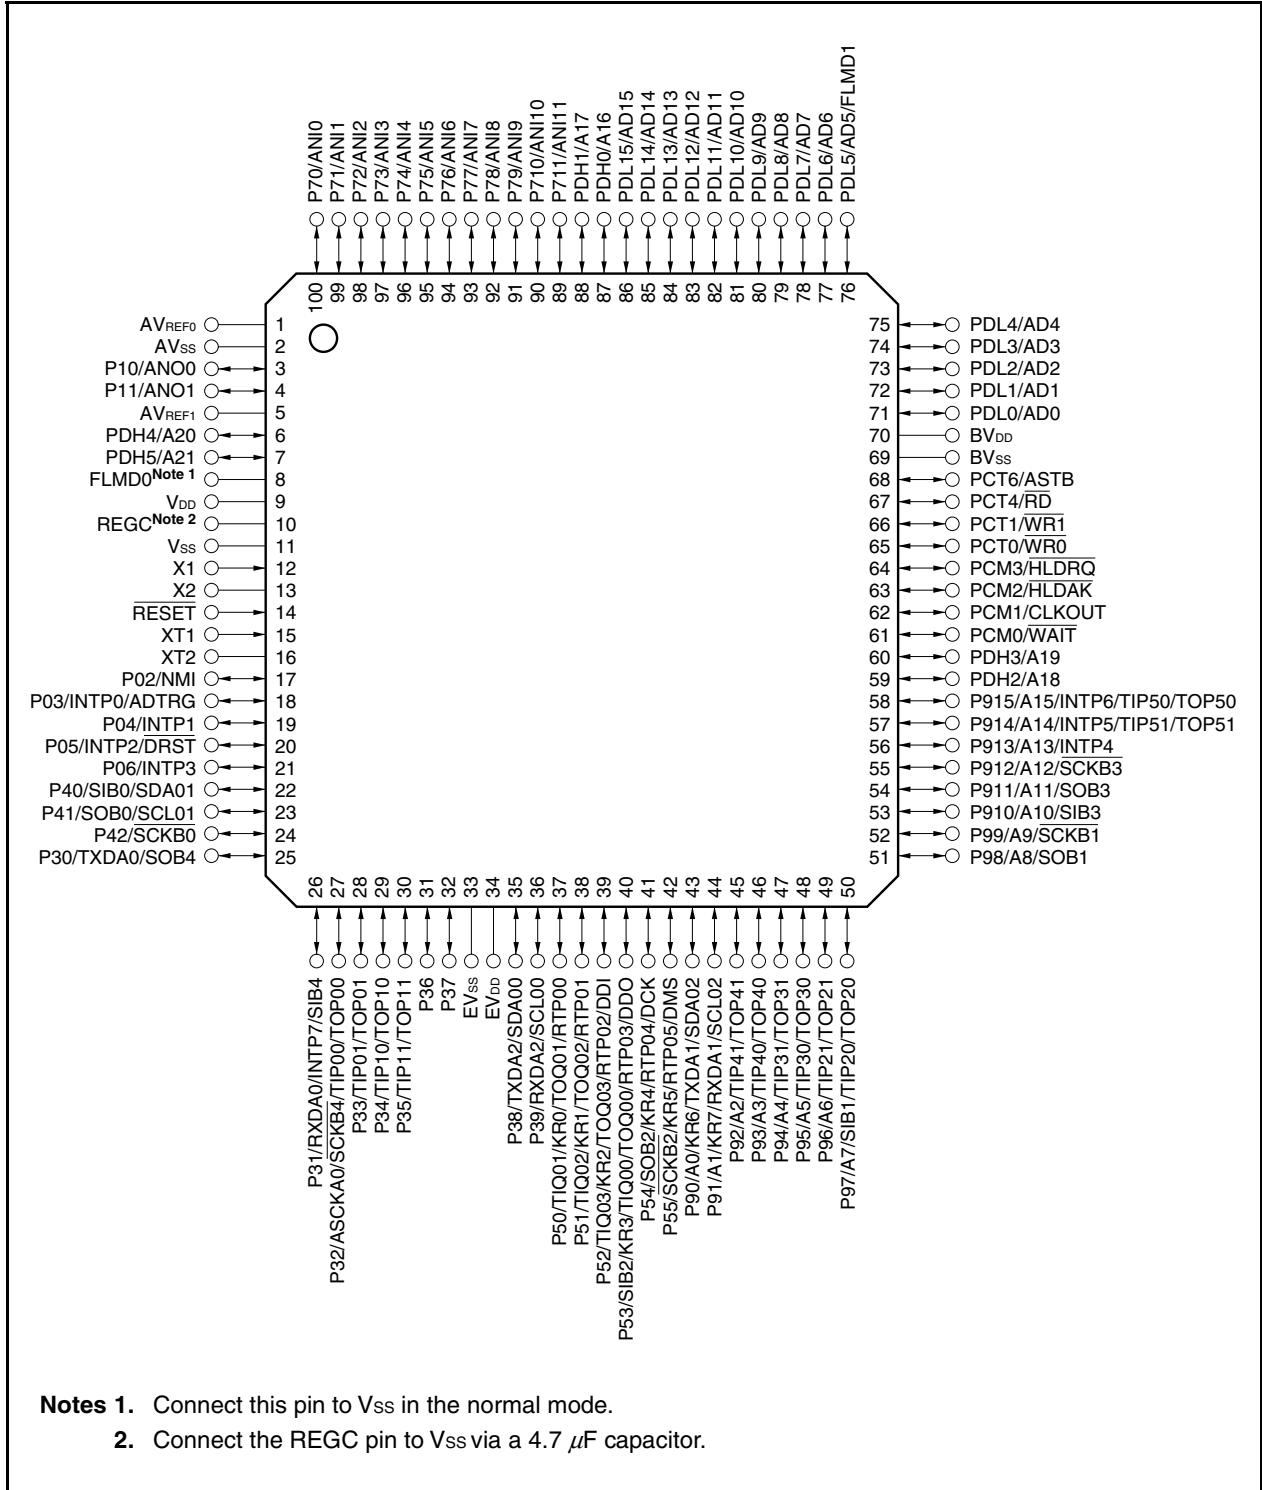 P70/ANI0
P71/ANI1
P72/ANI2
P73/ANI3
P74/ANI4
P75/ANI5
P76/ANI6
P77/ANI7
P78/ANI8
P79/ANI9
P710/ANI10
P711/ANI11
PDH1/A17
PDH0/A16
PDL15/AD15
PDL14/AD14
PDL13/AD13
PDL12/AD12
PDL11/AD11
PDL10/AD10
PDL9/AD9
PDL8/AD8
PDL7/AD7
PDL6/AD6
PDL5/AD5/FLMD1
100 99 98 97 96 95 94 93 92 91 90 89 88 87 86 85 84 83 82 81 80 79 78 77 76
AVREF0 1
AVSS 2
P10/ANO0 3
P11/ANO1 4
AVREF1 5
PDH4/A20 6
PDH5/A21 7
FLMD0Note 1 8
VDD 9
REGCNote 2 10
VSS 11
X1 12
X2 13
RESET 14
XT1 15
XT2 16
P02/NMI 17
P03/INTP0/ADTRG 18
P04/INTP1 19
P05/INTP2/DRST 20
P06/INTP3 21
P40/SIB0/SDA01 22
P41/SOB0/SCL01 23
P42/SCKB0 24
P30/TXDA0/SOB4 25
75 PDL4/AD4
74 PDL3/AD3
73 PDL2/AD2
72 PDL1/AD1
71 PDL0/AD0
70 BVDD
69 BVSS
68 PCT6/ASTB
67 PCT4/RD
66 PCT1/WR1
65 PCT0/WR0
64 PCM3/HLDRQ
63 PCM2/HLDAK
62 PCM1/CLKOUT
61 PCM0/WAIT
60 PDH3/A19
59 PDH2/A18
58 P915/A15/INTP6/TIP50/TOP50
57 P914/A14/INTP5/TIP51/TOP51
56 P913/A13/INTP4
55 P912/A12/SCKB3
54 P911/A11/SOB3
53 P910/A10/SIB3
52 P99/A9/SCKB1
51 P98/A8/SOB1
26 27 28 29 30 31 32 33 34 35 36 37 38 39 40 41 42 43 44 45 46 47 48 49 50
P31/RXDA0/INTP7/SIB4
P32/ASCKA0/SCKB4/TIP00/TOP00
P33/TIP01/TOP01
P34/TIP10/TOP10
P35/TIP11/TOP11
P36
P37
EVSS
EVDD
P38/TXDA2/SDA00
P39/RXDA2/SCL00
P50/TIQ01/KR0/TOQ01/RTP00
P51/TIQ02/KR1/TOQ02/RTP01
P52/TIQ03/KR2/TOQ03/RTP02/DDI
P53/SIB2/KR3/TIQ00/TOQ00/RTP03/DDO
P54/SOB2/KR4/RTP04/DCK
P55/SCKB2/KR5/RTP05/DMS
P90/A0/KR6/TXDA1/SDA02
P91/A1/KR7/RXDA1/SCL02
P92/A2/TIP41/TOP41
P93/A3/TIP40/TOP40
P94/A4/TIP31/TOP31
P95/A5/TIP30/TOP30
P96/A6/TIP21/TOP21
P97/A7/SIB1/TIP20/TOP20
Notes 1. Connect this pin to VSS in the normal mode.
2. Connect the REGC pin to VSS via a 4.7 μF capacitor.